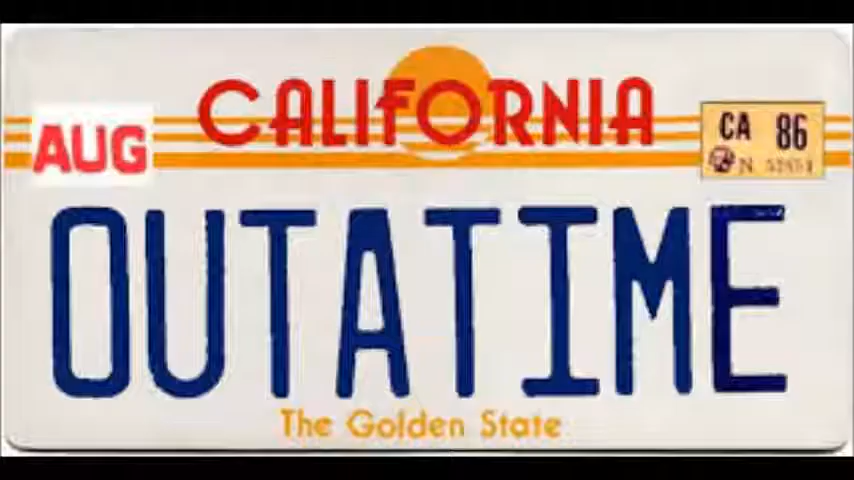 CALIFORNIA
AUG
CA 86
N
OUTATIME
The Golden State